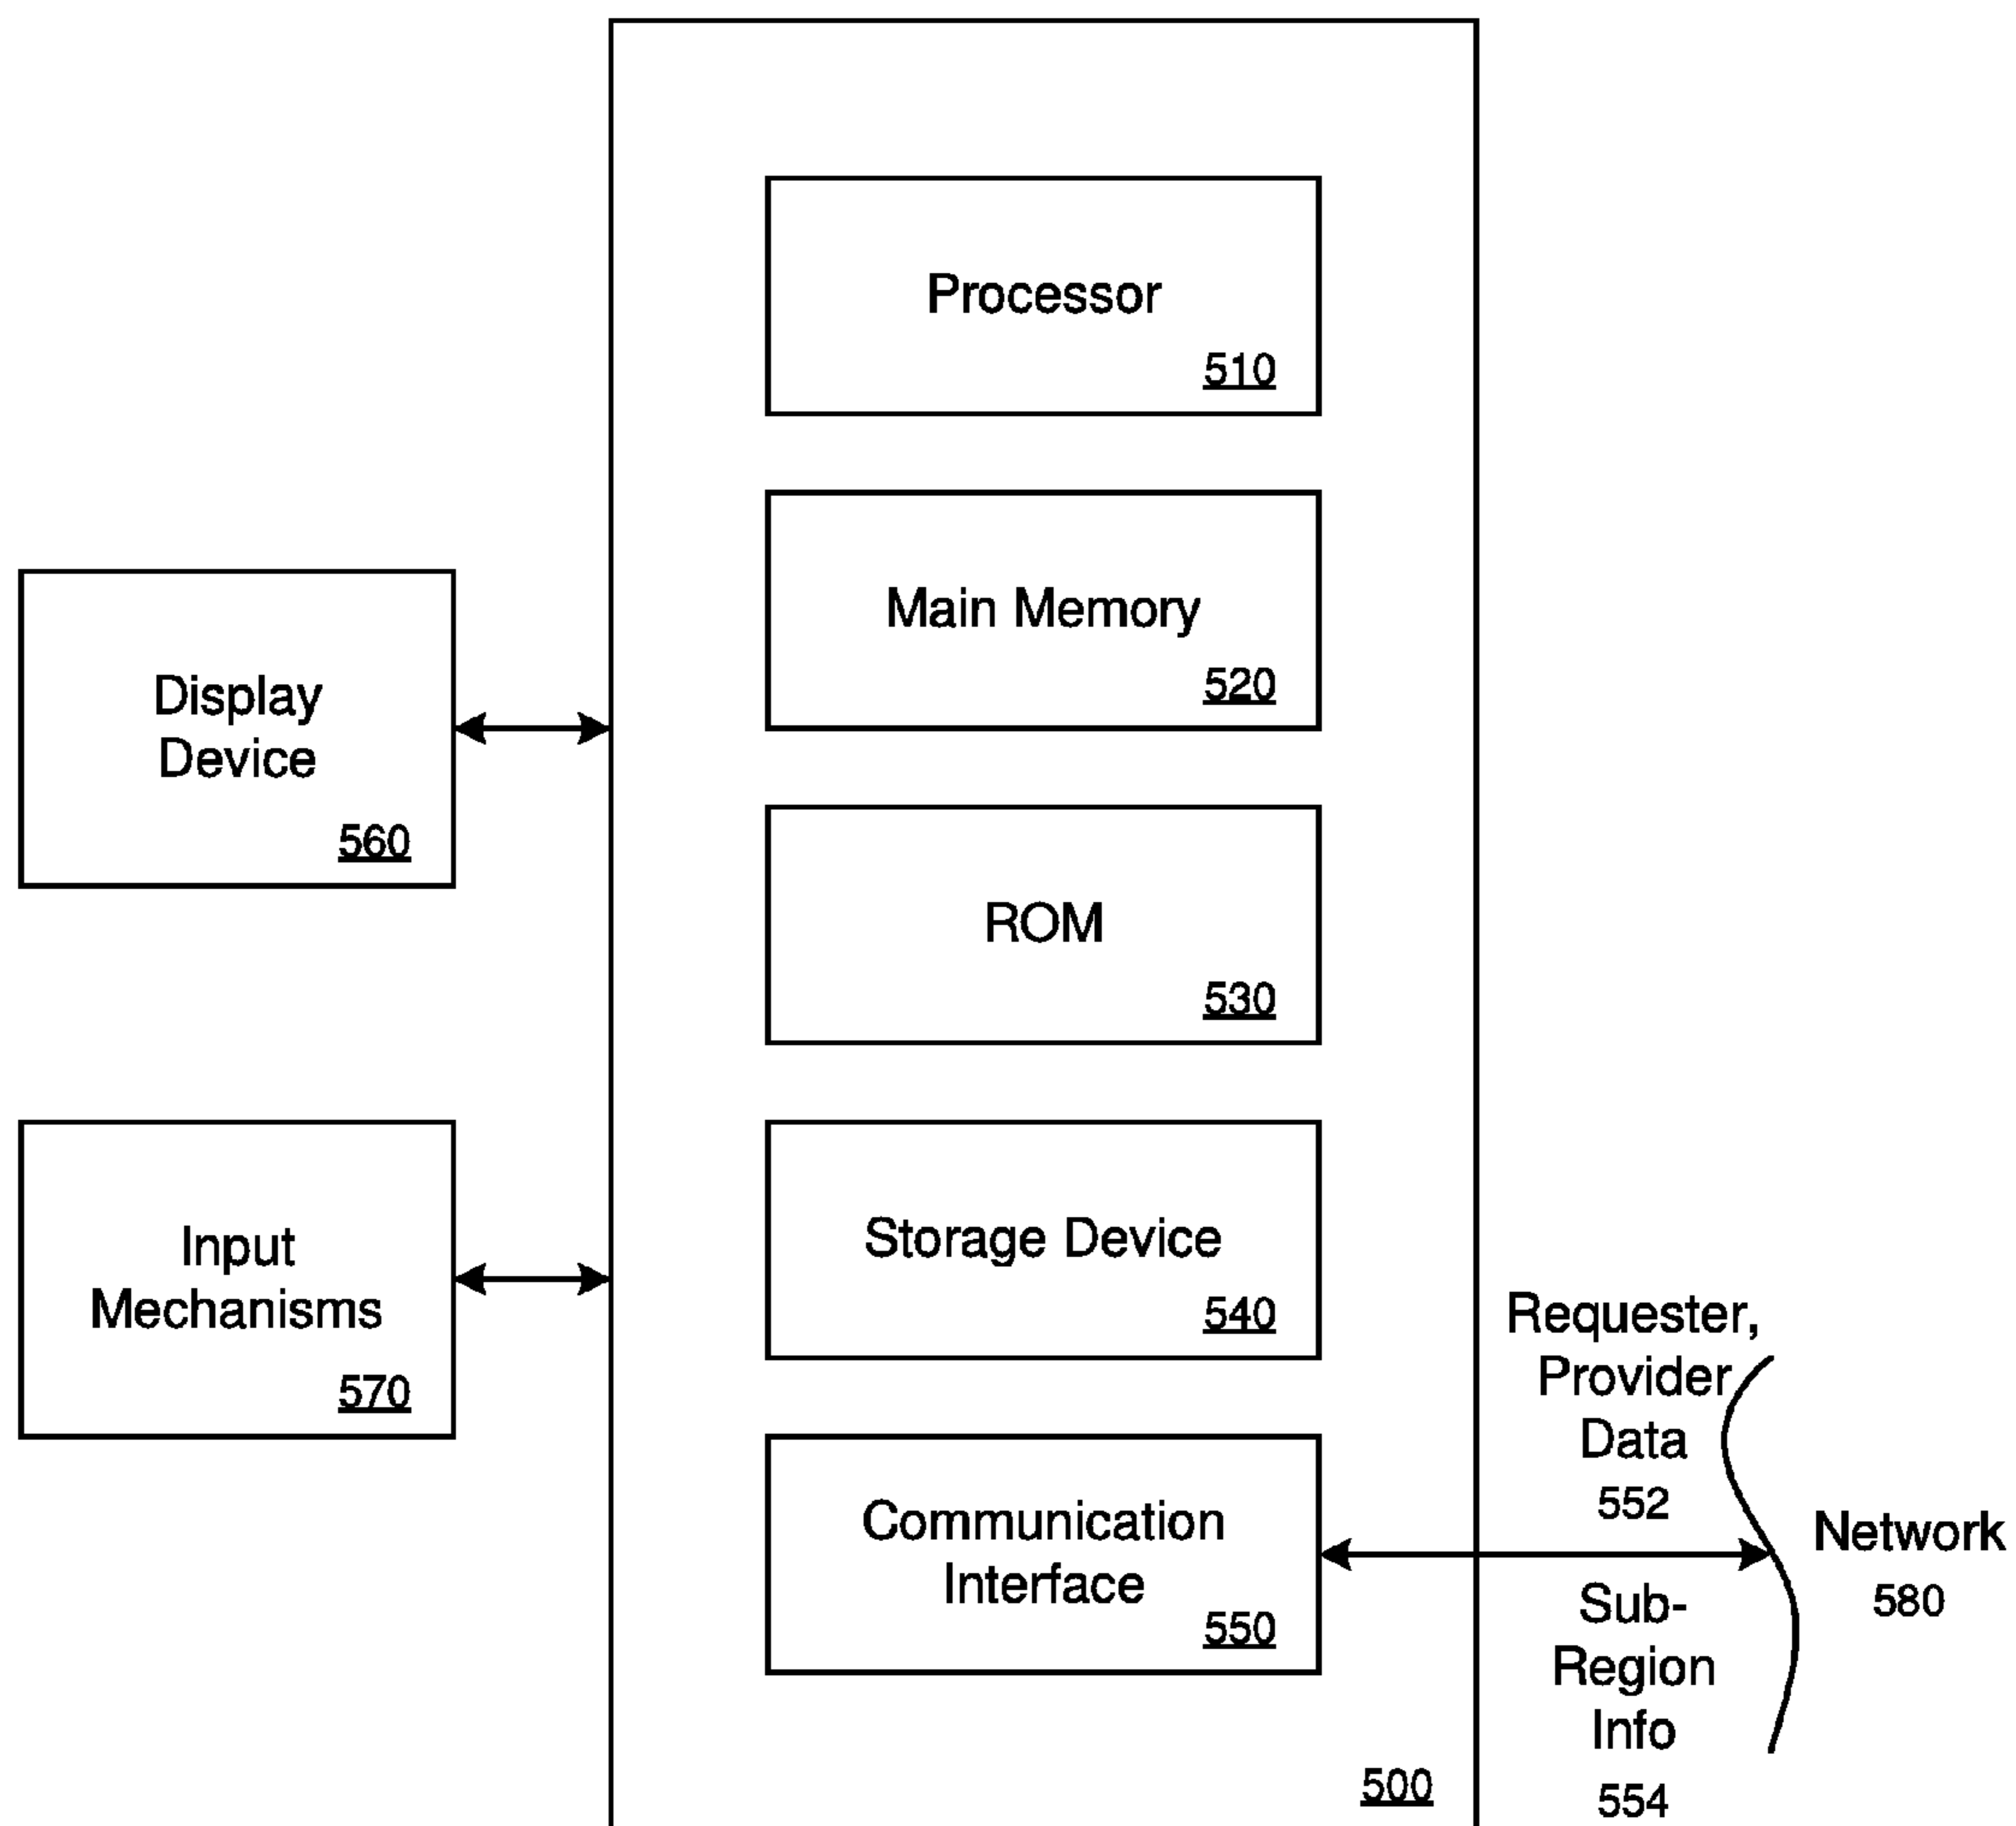 Processor
510
Main Memory
520
Display
Device
560
ROM
530
Input
Mechanisms
570
Storage Device
540
Communication
Interface
550
Requester,
Provider
Data
552
Sub-
Region
Info
554
Network
580
500